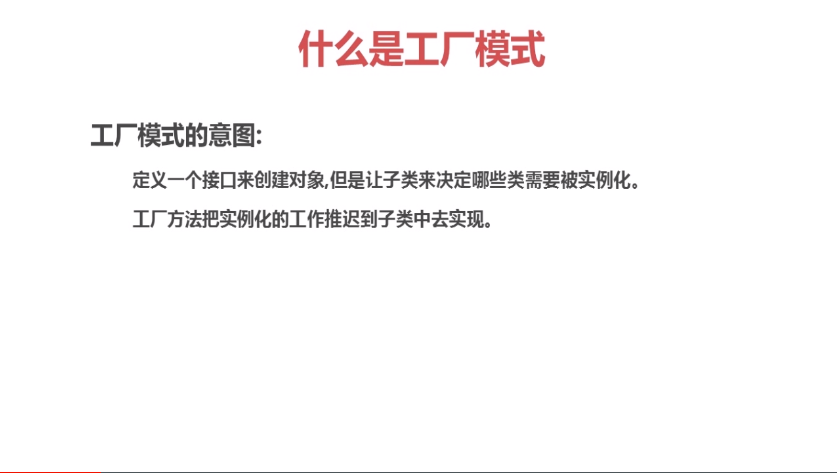 什么是工厂模式
工厂模式的意图:
定义一个接口来创建对象,但是让子类来决定哪些类需要被实例化。
工厂方法把实例化的工作推迟到子类中去实现。